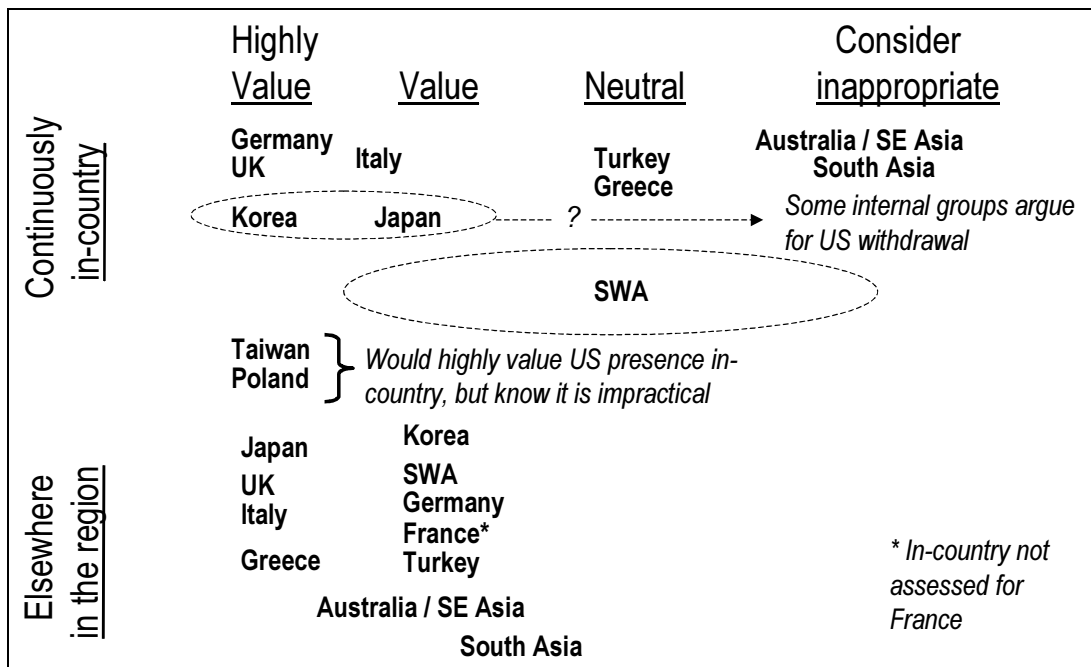 Highly
Value
Value
Neutral
Consider
inappropriate
Continuously
in-country
Germany
UK
Italy
Turkey
Greece
Australia / SE Asia
South Asia
Korea
Japan
?
Some internal groups argue
for US withdrawal
SWA
Taiwan
Poland
Would highly value US presence in-
country, but know it is impractical
Elsewhere
in the region
Japan
UK
Italy
Greece
Korea
SWA
Germany
France*
Turkey
Australia / SE Asia
South Asia
* In-country not
assessed for
France